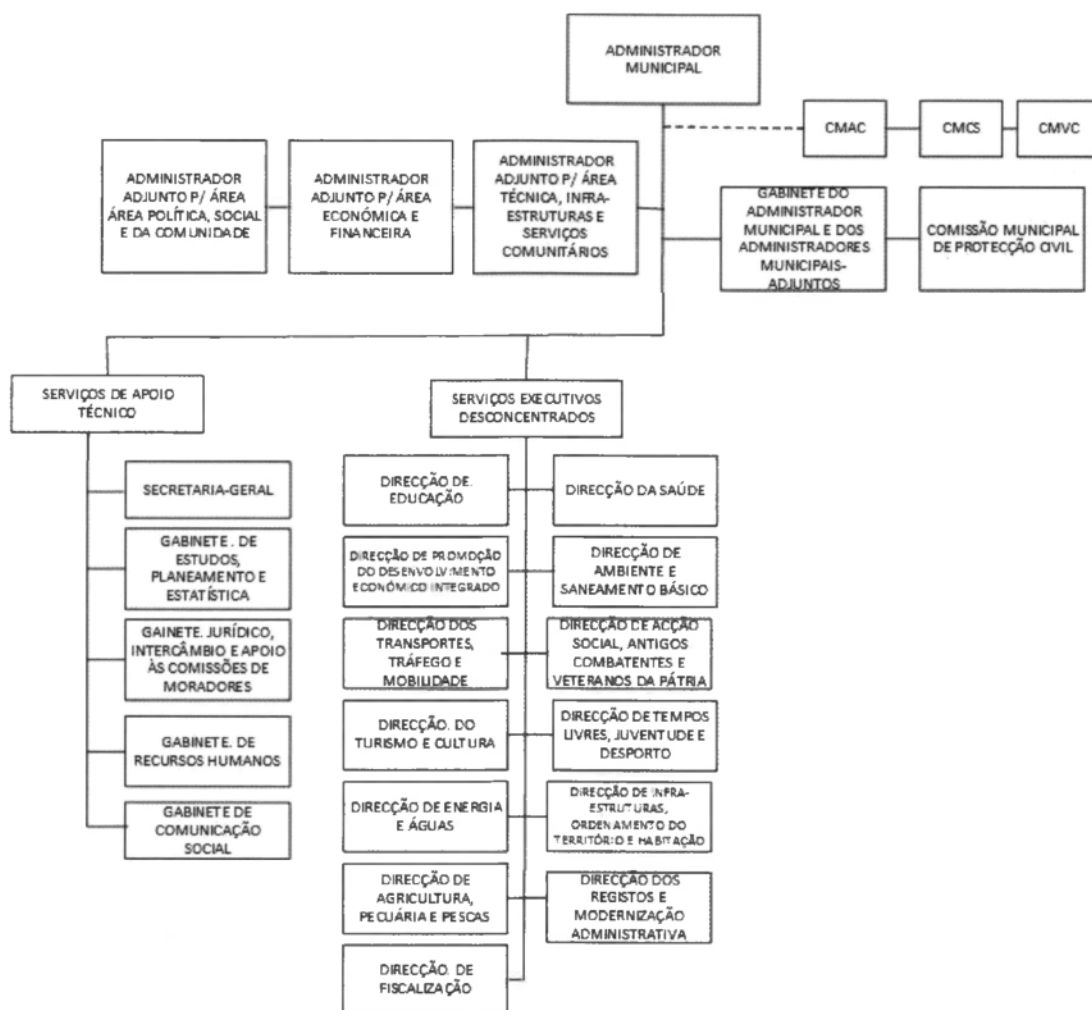 ADMINISTRADOR
MUNICIPAL
CMAC
CMCS
CMVC
ADMINISTRADOR
ADJUNTO P/ ÁREA
ÁREA POLÍTICA, SOCIAL
E DA COMUNIDADE
ADMINISTRADOR
ADJUNTO P/ ÁREA
ECONÓMICA E
FINANCEIRA
ADMINISTRADOR
ADJUNTO P/ ÁREA
TÉCNICA, INFRA-
ESTRUTURAS E
SERVIÇOS
COMUNITÁRIOS
GABINETE DO
ADMINISTRADOR
MUNICIPAL E DOS
ADMINISTRADORES
MUNICIPAIS-
ADJUNTOS
COMISSÃO MUNICIPAL
DE PROTECÇÃO CIVIL
SERVIÇOS DE APOIO
TÉCNICO
SERVIÇOS EXECUTIVOS
DESCONCENTRADOS
SECRETARIA-GERAL
GABINETE. DE
ESTUDOS,
PLANEAMENTO E
ESTATÍSTICA
GAINETE. JURÍDICO,
INTERCÂMBIO E APOIO
ÀS COMISSÕES DE
MORADORES
GABINETE. DE
RECURSOS HUMANOS
GABINETE DE
COMUNICAÇÃO
SOCIAL
DIRECÇÃO DE.
EDUCAÇÃO
DIRECÇÃO DA SAÚDE
DIRECÇÃO DE PROMOÇÃO
DO DESENVOLVIMENTO
ECONÓMICO INTEGRADO
DIRECÇÃO DE
AMBIENTE E
SANEAMENTO BÁSICO
DIRECÇÃO DOS
TRANSPORTES,
TRÁFEGO E
MOBILIDADE
DIRECÇÃO DE ACÇÃO
SOCIAL, ANTIGOS
COMBATENTES E
VETERANOS DA PÁTRIA
DIRECÇÃO. DO
TURISMO E CULTURA
DIRECÇÃO DE TEMPOS
LIVRES, JUVENTUDE E
DESPORTO
DIRECÇÃO DE ENERGIA
E ÁGUAS
DIRECÇÃO DE INFRA-
ESTRUTURAS,
ORDENAMENTO DO
TERRITÓRIO E HABITAÇÃO
DIRECÇÃO DE
AGRICULTURA,
PECUÁRIA E PESCAS
DIRECÇÃO DOS
REGISTOS E
MODERNIZAÇÃO
ADMINISTRATIVA
DIRECÇÃO. DE
FISCALIZAÇÃO